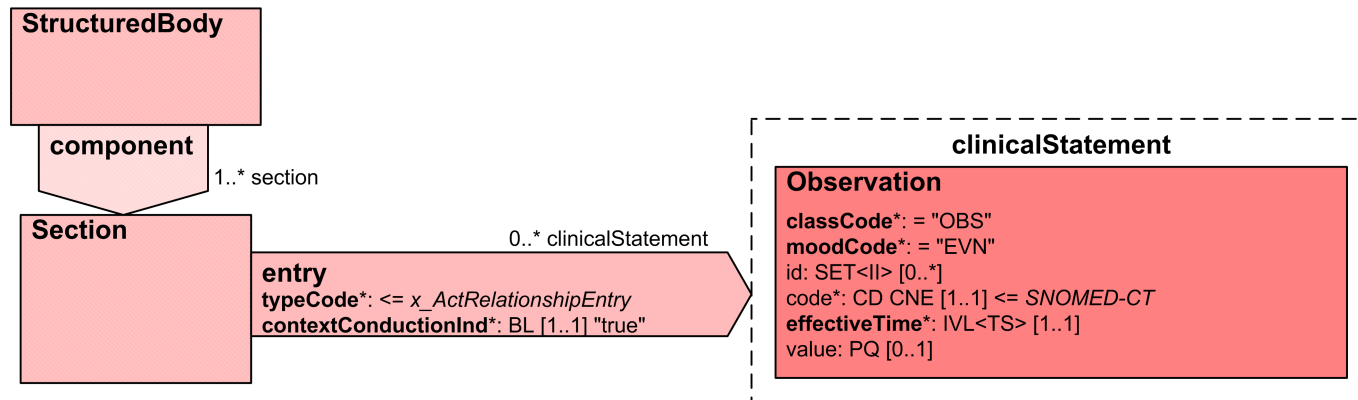 StructuredBody
component
1..* section
Section
0..* clinicalStatement
entry
typeCode*: <= x_ActRelationshipEntry
contextConductionInd*: BL [1..1] "true"
clinicalStatement
Observation
classCode*: = "OBS"
moodCode*: = "EVN"
id: SET<II> [0..*]
code*: CD CNE [1..1] <= SNOMED-CT
effectiveTime*: IVL<TS> [1..1]
value: PQ [0..1]